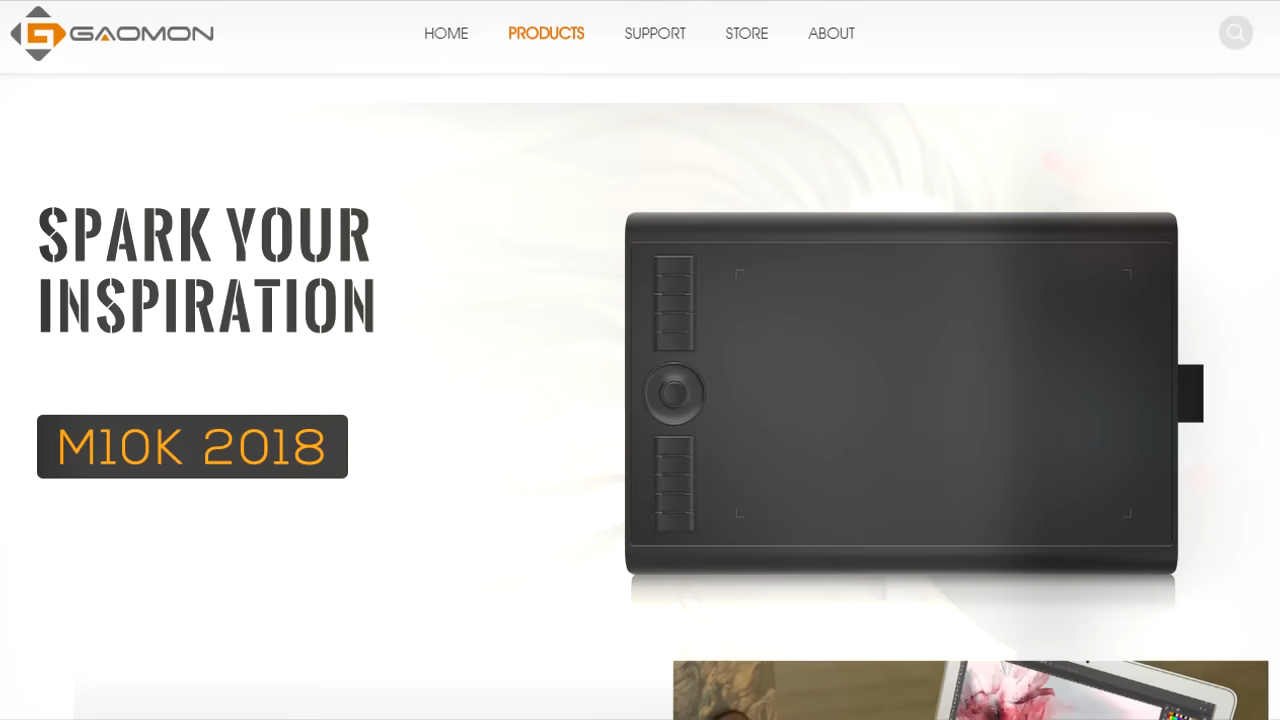 GAOMON
HOME
PRODUCTS
SUPPORT
STORE
ABOUT
SPARK YOUR
INSPIRATION
M10K 2018